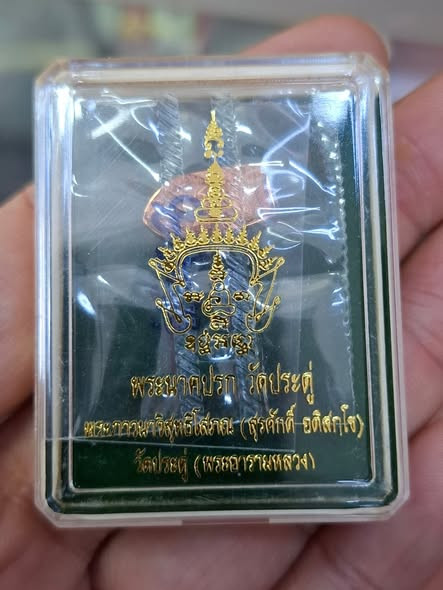 พระนาคปรก วัดประดู่
พระภาวนาวิสุทธิ์โสภณ (สุรศักดิ์ อติสกฺโข)
วัดประดู่ (พระอารามหลวง)